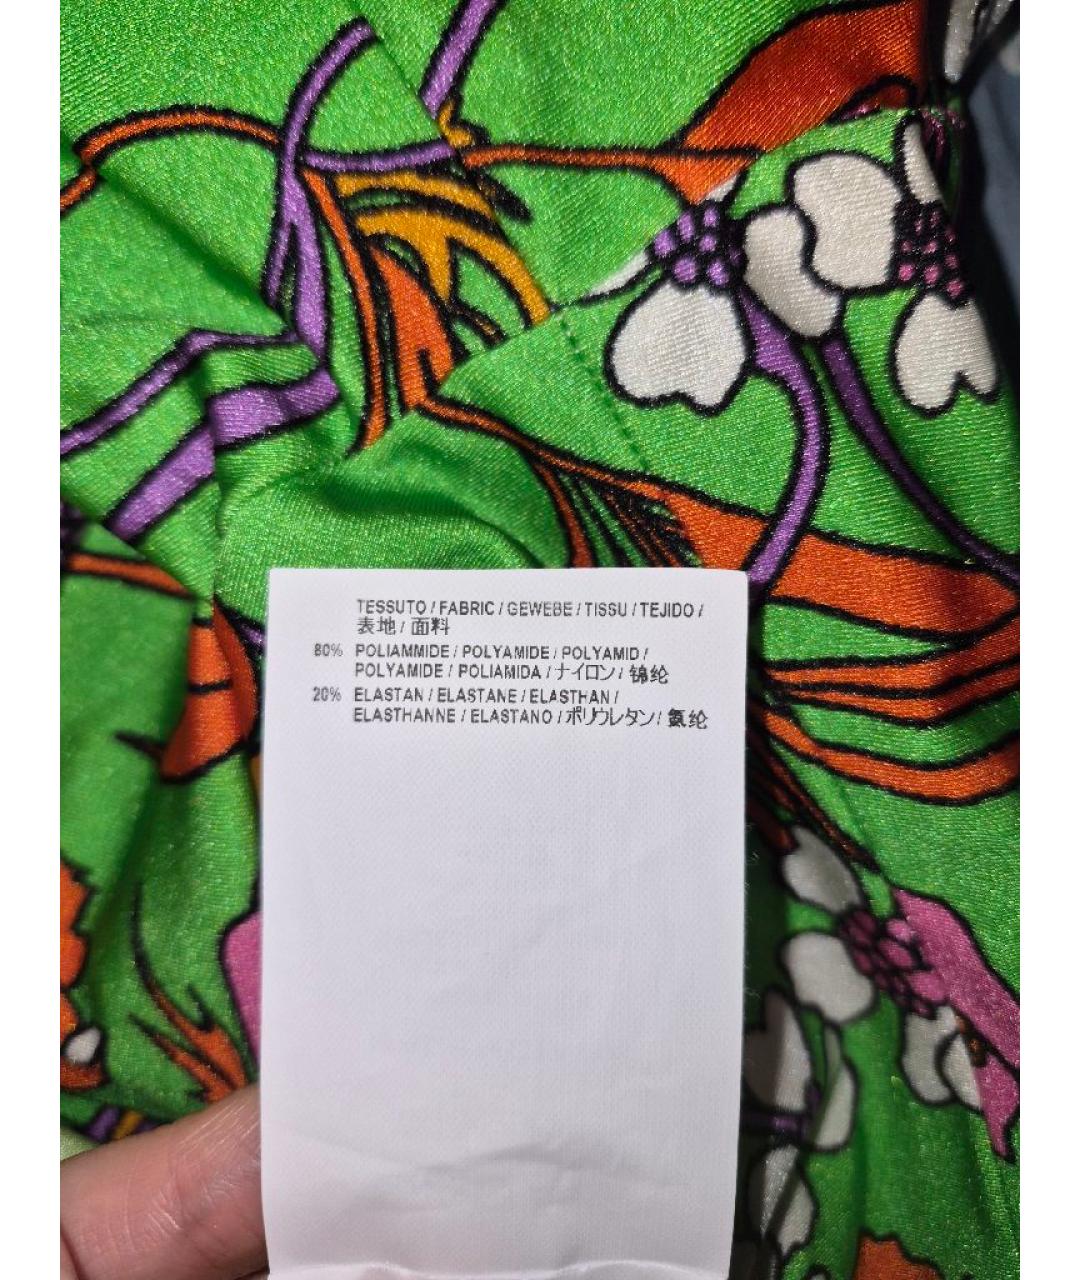 TESSUTO / FABRIC / GEWEBE / TISSU / TEJIDO /
表地 / 面料
80% POLIAMMIDE / POLYAMIDE / POLYAMID /
POLYAMIDE / POLIAMIDA / ナイロン / 锦纶
20% ELASTAN / ELASTANE / ELASTHAN /
ELASTHANNE / ELASTANO / ポリウレタン / 氨纶